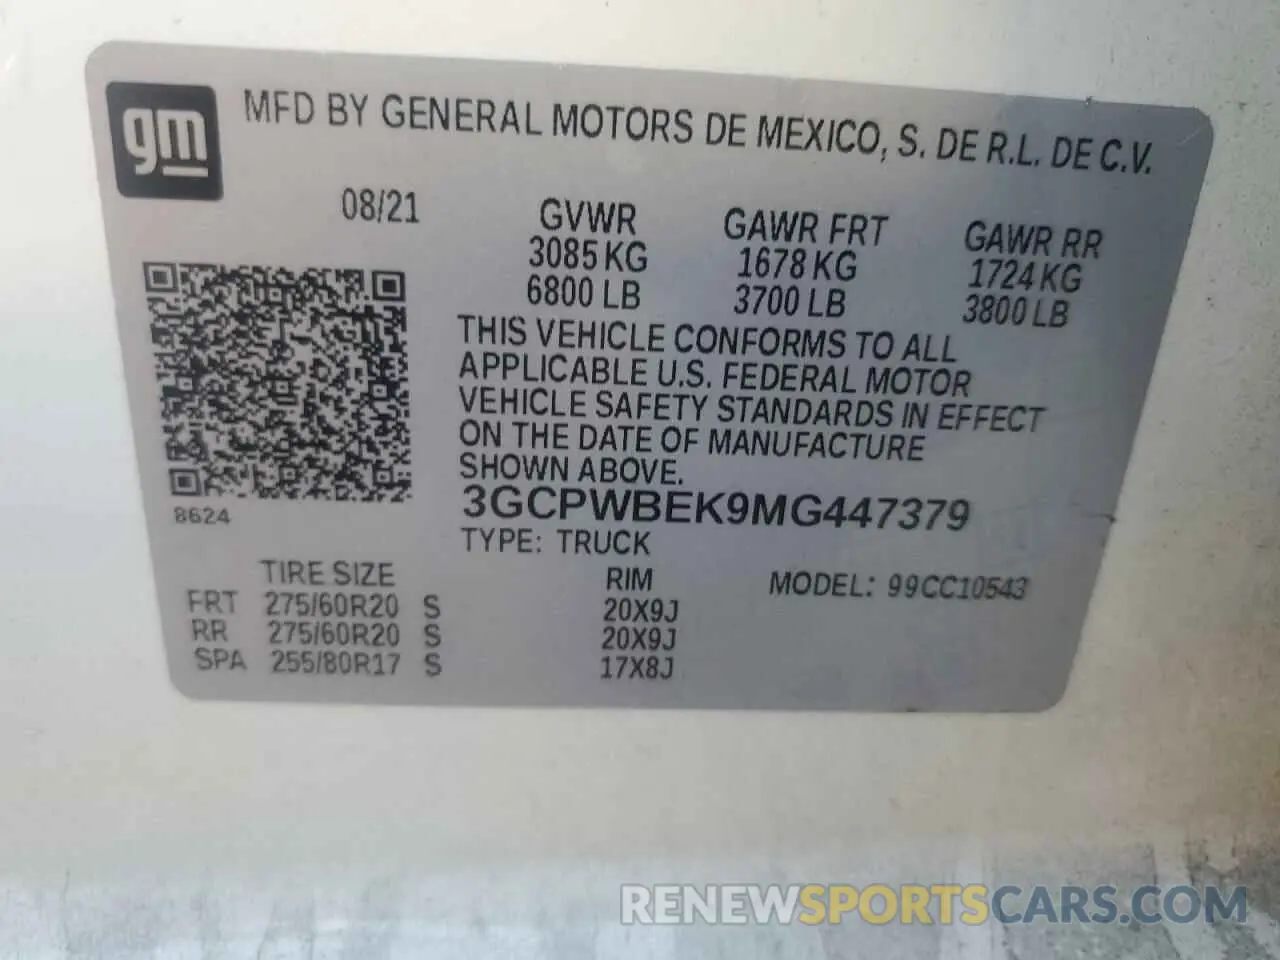 gm MFD BY GENERAL MOTORS DE MEXICO, S. DE R.L. DE C.V.
08/21 GVWR GAWR FRT GAWR RR
3085 KG 1678 KG 1724 KG
6800 LB 3700 LB 3800 LB
THIS VEHICLE CONFORMS TO ALL
APPLICABLE U.S. FEDERAL MOTOR
VEHICLE SAFETY STANDARDS IN EFFECT
ON THE DATE OF MANUFACTURE
SHOWN ABOVE.
3GCPWBEK9MG447379
8624
TYPE: TRUCK
TIRE SIZE RIM MODEL: 99CC10543
FRT 275/60R20 S 20X9J
RR 275/60R20 S 20X9J
SPA 255/80R17 S 17X8J
RENEWSPORTSCARS.COM